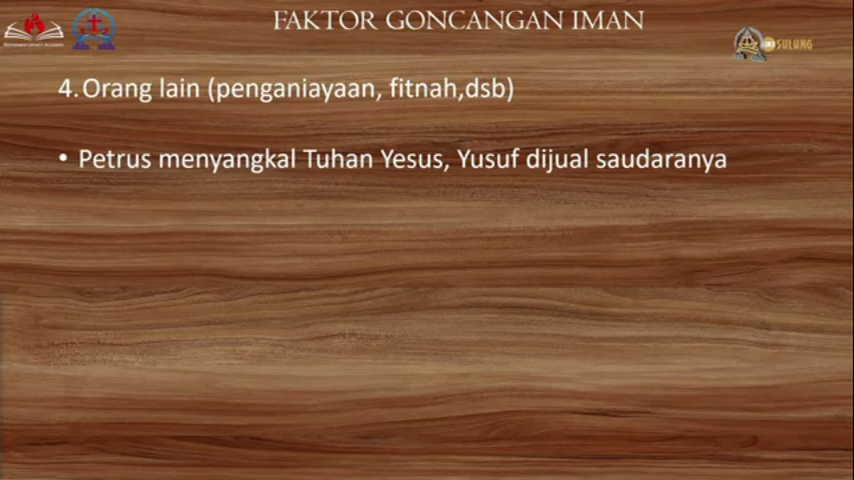 FAKTOR GONCANGAN IMAN
SULUNG
4. Orang lain (penganiayaan, fitnah,dsb)
• Petrus menyangkal Tuhan Yesus, Yusuf dijual saudaranya